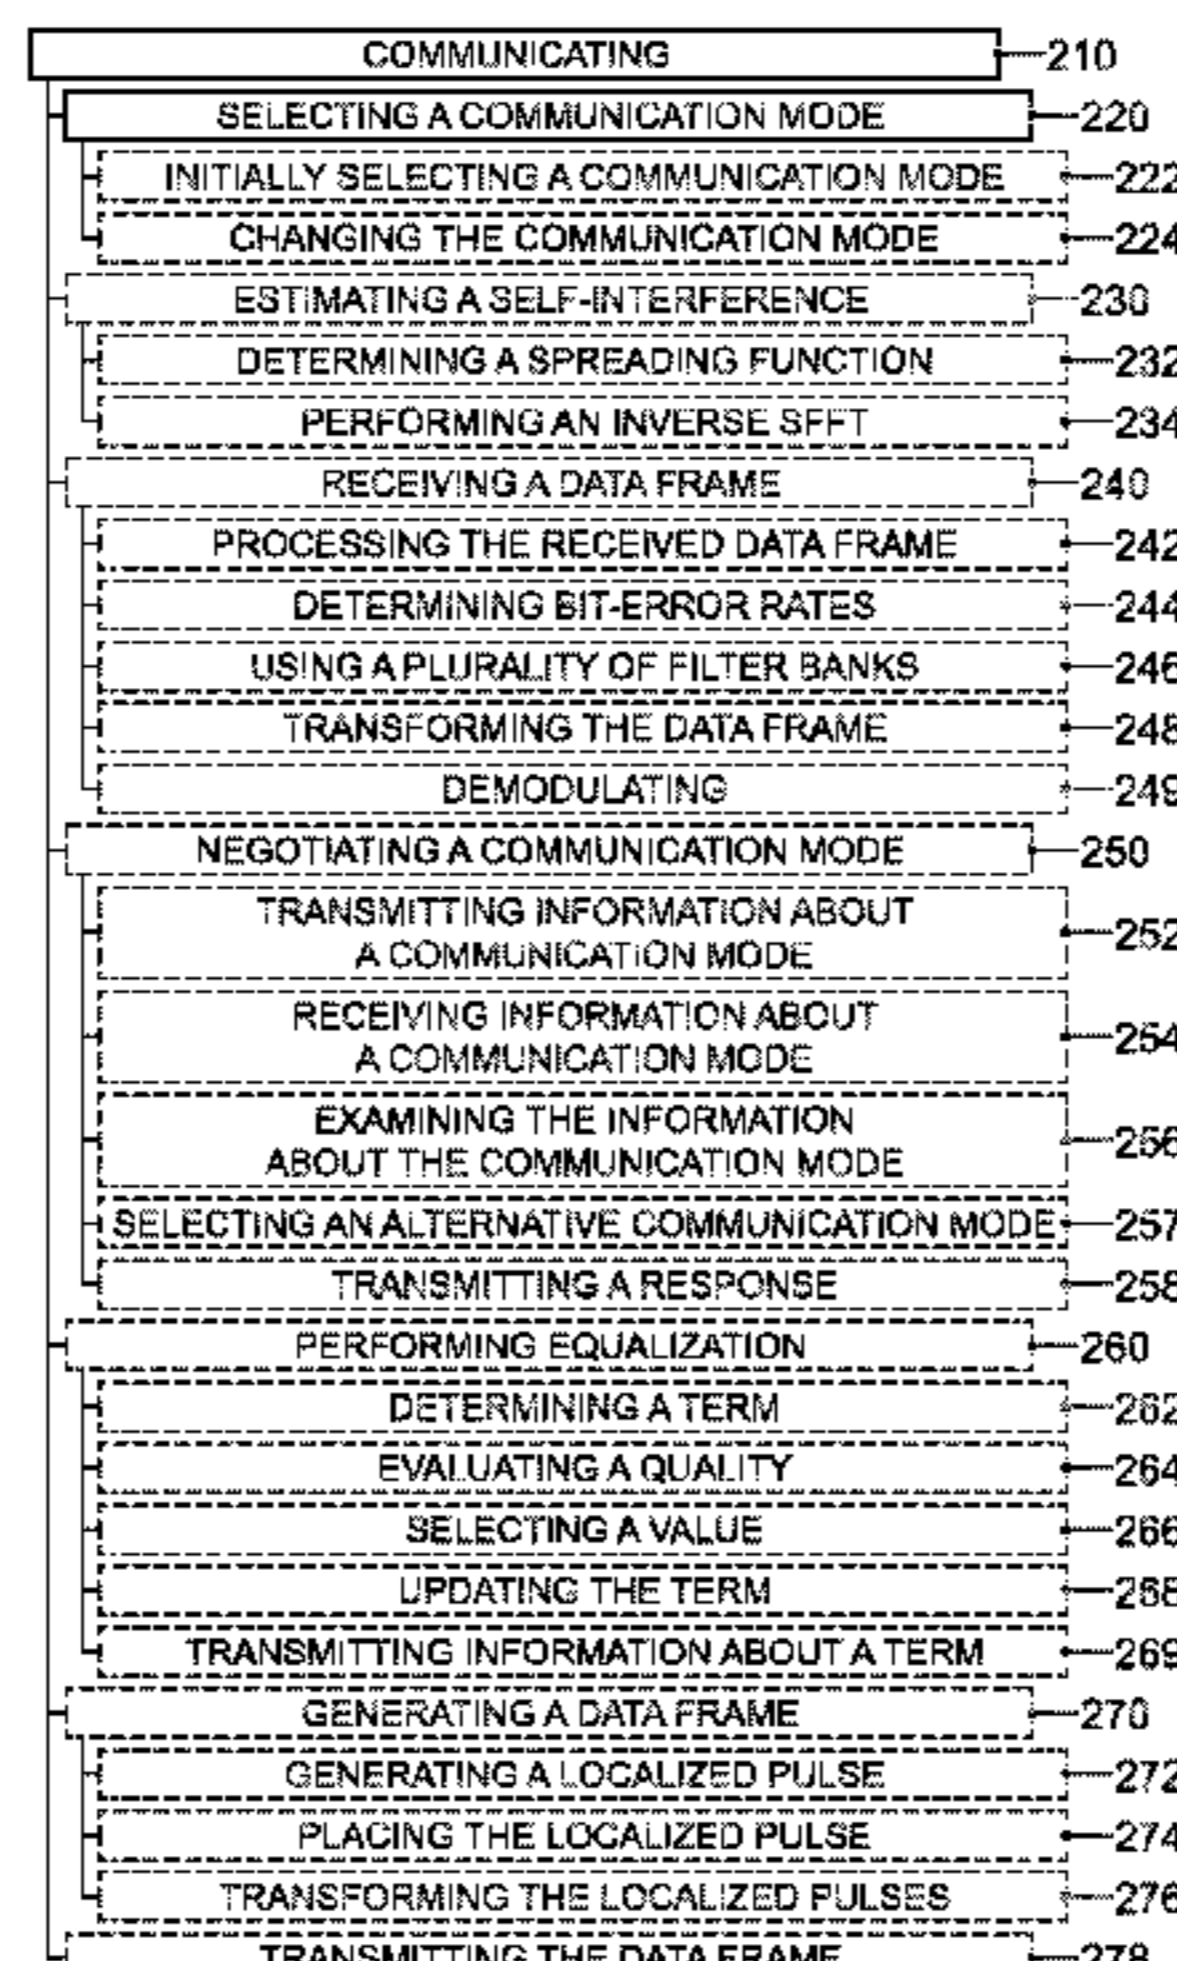 COMMUNICATING 210
SELECTING A COMMUNICATION MODE 220
INITIALLY SELECTING A COMMUNICATION MODE 222
CHANGING THE COMMUNICATION MODE 224
ESTIMATING A SELF-INTERFERENCE 230
DETERMINING A SPREADING FUNCTION 232
PERFORMING AN INVERSE SFFT 234
RECEIVING A DATA FRAME 240
PROCESSING THE RECEIVED DATA FRAME 242
DETERMINING BIT-ERROR RATES 244
USING A PLURALITY OF FILTER BANKS 246
TRANSFORMING THE DATA FRAME 248
DEMODULATING 249
NEGOTIATING A COMMUNICATION MODE 250
TRANSMITTING INFORMATION ABOUT
A COMMUNICATION MODE 252
RECEIVING INFORMATION ABOUT
A COMMUNICATION MODE 254
EXAMINING THE INFORMATION
ABOUT THE COMMUNICATION MODE 256
SELECTING AN ALTERNATIVE COMMUNICATION MODE 257
TRANSMITTING A RESPONSE 258
PERFORMING EQUALIZATION 260
DETERMINING A TERM 262
EVALUATING A QUALITY 264
SELECTING A VALUE 266
UPDATING THE TERM 268
TRANSMITTING INFORMATION ABOUT A TERM 269
GENERATING A DATA FRAME 270
GENERATING A LOCALIZED PULSE 272
PLACING THE LOCALIZED PULSE 274
TRANSFORMING THE LOCALIZED PULSES 276
TRANSMITTING THE DATA FRAME 278